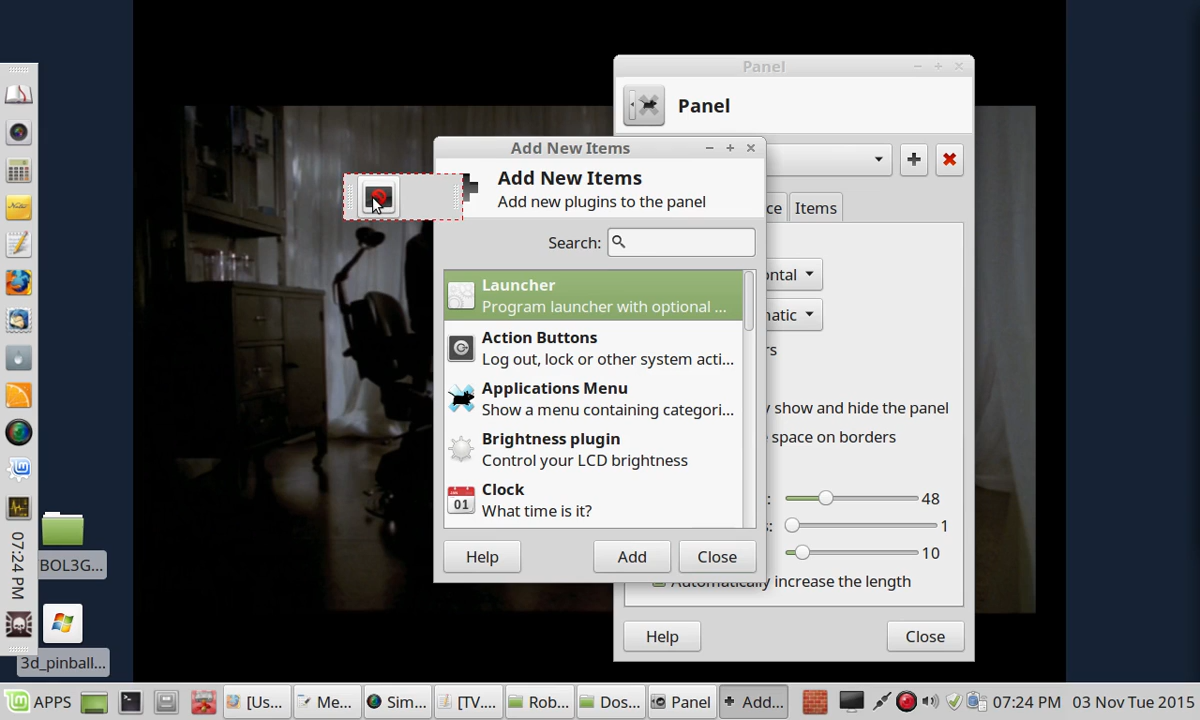 Panel
Panel
Add New Items
Add New Items
Add new plugins to the panel
ce
Items
Search:
ntal
Launcher
Program launcher with optional ...
natic
Action Buttons
Log out, lock or other system acti...
rs
Applications Menu
Show a menu containing categori...
y show and hide the panel
space on borders
Brightness plugin
Control your LCD brightness
Clock
01
What time is it?
: 48
s: 1
10
Help
Add
Close
Automatically increase the length
Help
Close
07:24 PM
BOL3G...
3d_pinball...
APPS
[Us...
Me...
Sim...
[TV....
Rob...
Dos...
Panel
Add...
07:24 PM
03 Nov Tue 2015